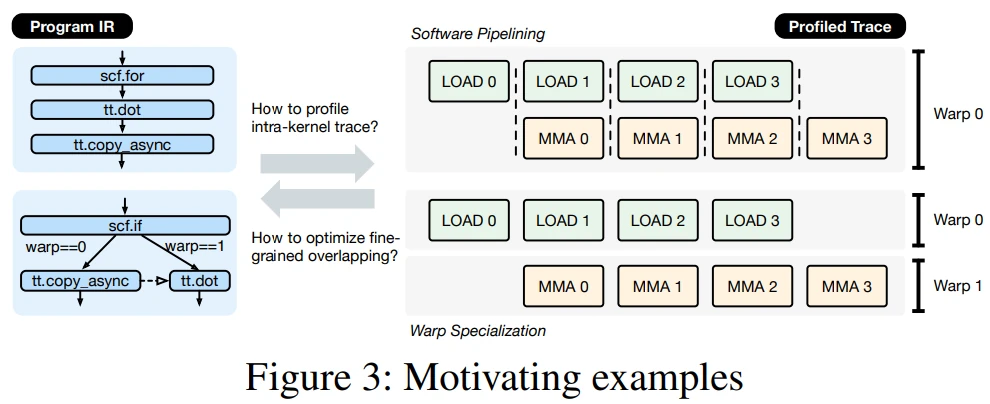 Program IR
scf.for
tt.dot
tt.copy_async
scf.if
warp==0
warp==1
tt.copy_async
tt.dot
How to profile
intra-kernel trace?
How to optimize fine-
grained overlapping?
Software Pipelining
Profiled Trace
LOAD 0
LOAD 1
LOAD 2
LOAD 3
MMA 0
MMA 1
MMA 2
MMA 3
Warp 0
LOAD 0
LOAD 1
LOAD 2
LOAD 3
Warp 0
MMA 0
MMA 1
MMA 2
MMA 3
Warp 1
Warp Specialization
Figure 3: Motivating examples